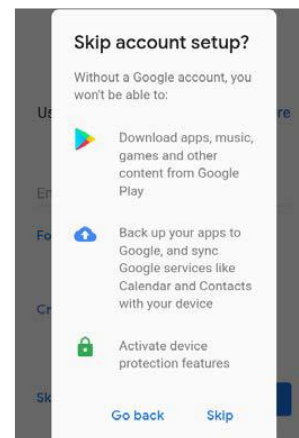 Skip account setup?
Without a Google account, you
won't be able to:
Download apps, music,
games and other
content from Google
Play
Back up your apps to
Google, and sync
Google services like
Calendar and Contacts
with your device
Activate device
protection features
Go back Skip